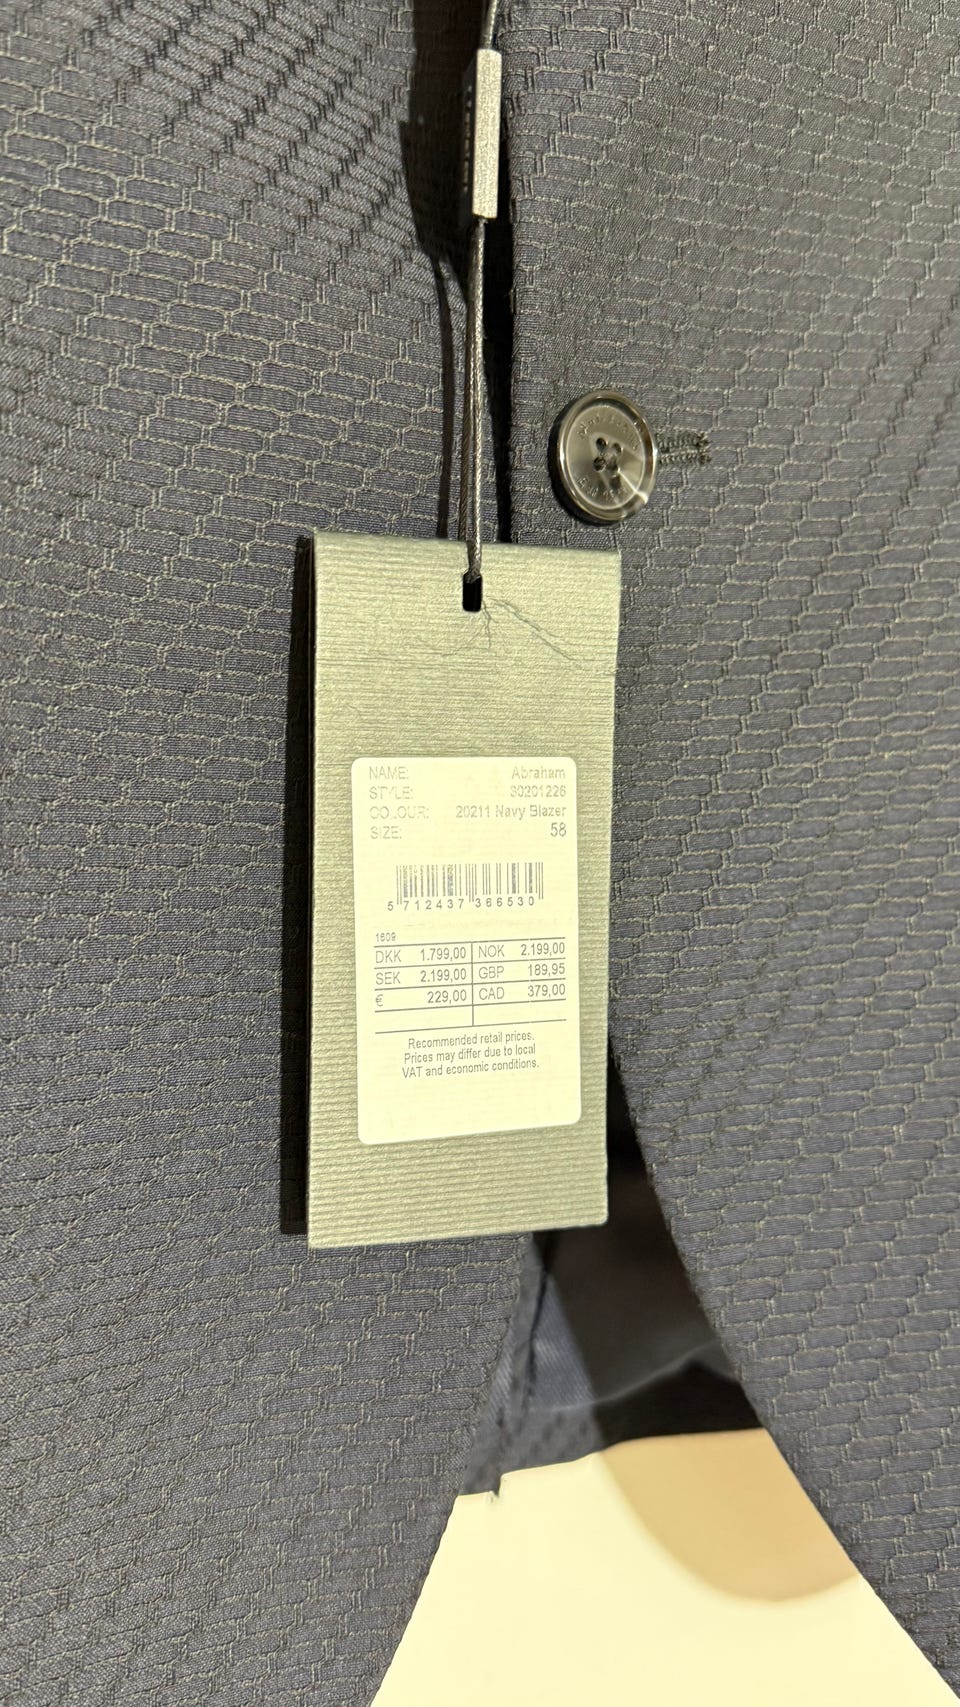 NAME: Abraham
STYLE: 30201226
COLOUR: 20211 Navy Blazer
SIZE: 58
5 712437 366530
1609
DKK 1.799,00 NOK 2.199,00
SEK 2.199,00 GBP 189,95
€ 229,00 CAD 379,00
Recommended retail prices.
Prices may differ due to local
VAT and economic conditions.